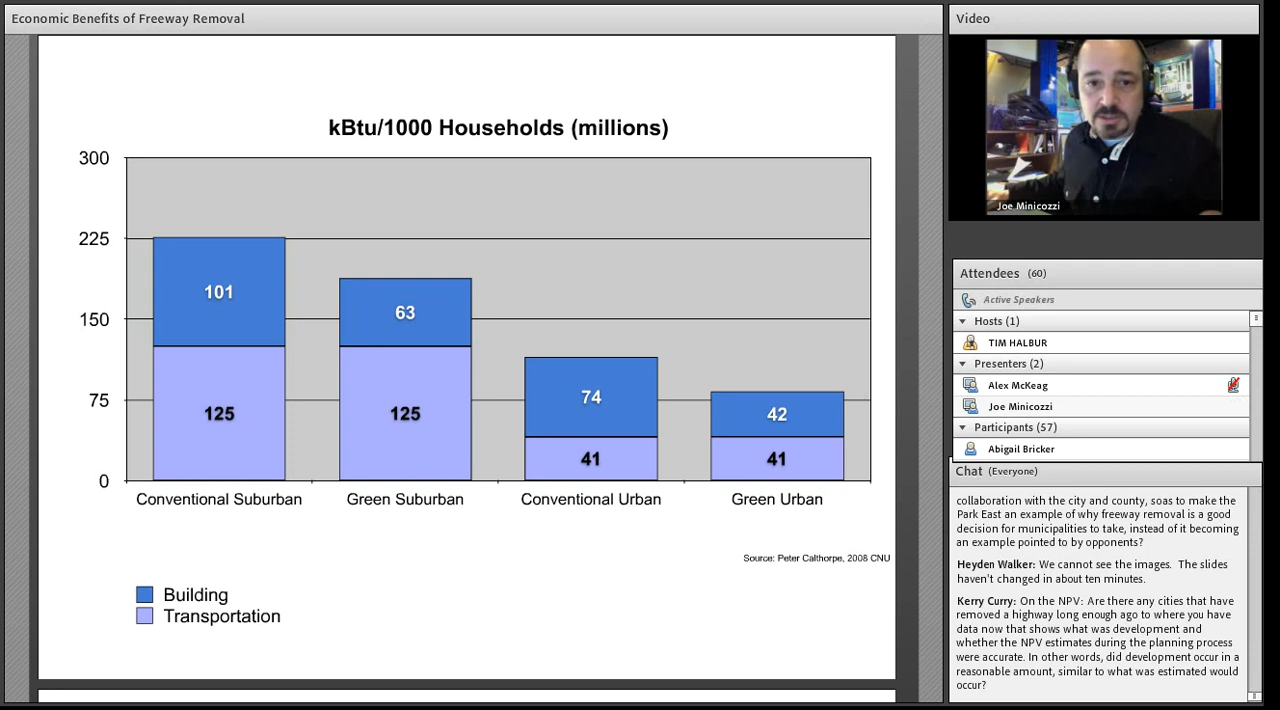 Economic Benefits of Freeway Removal
kBtu/1000 Households (millions)
300
225
150
75
0
101
125
63
125
74
41
42
41
Conventional Suburban
Green Suburban
Conventional Urban
Green Urban
Source: Peter Calthorpe, 2008 CNU
Building
Transportation
Video
Joe Minicozzi
Attendees (60)
Active Speakers
Hosts (1)
TIM HALBUR
Presenters (2)
Alex McKeag
Joe Minicozzi
Participants (57)
Abigail Bricker
Chat (Everyone)
collaboration with the city and county, soas to make the
Park East an example of why freeway removal is a good
decision for municipalities to take, instead of it becoming
an example pointed to by opponents?
Heyden Walker: We cannot see the images. The slides
haven't changed in about ten minutes.
Kerry Curry: On the NPV: Are there any cities that have
removed a highway long enough ago to where you have
data now that shows what was development and
whether the NPV estimates during the planning process
were accurate. In other words, did development occur in a
reasonable amount, similar to what was estimated would
occur?